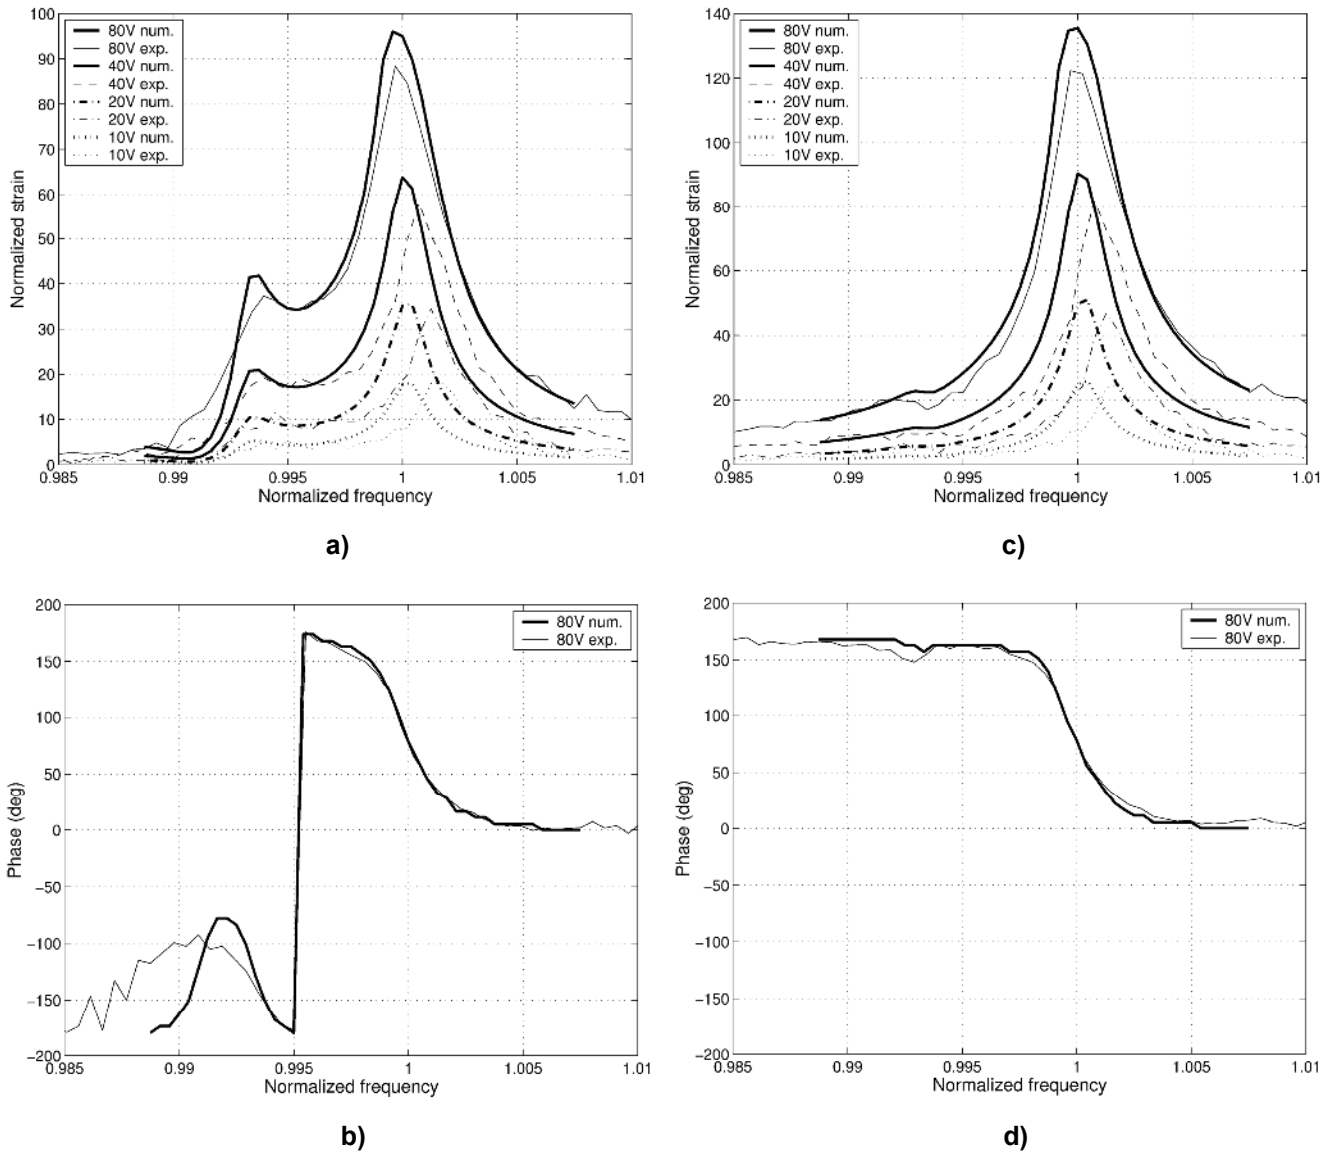 100
90
80
70
60
50
40
30
20
10
0
Normalized strain
80V num.
80V exp.
40V num.
40V exp.
20V num.
20V exp.
10V num.
10V exp.
0.985 0.99 0.995 1 1.005 1.01
Normalized frequency
a)
140
120
100
80
60
40
20
0
Normalized strain
80V num.
80V exp.
40V num.
40V exp.
20V num.
20V exp.
10V num.
10V exp.
0.985 0.99 0.995 1 1.005 1.01
Normalized frequency
c)
200
150
100
50
0
−50
−100
−150
−200
Phase (deg)
80V num.
80V exp.
0.985 0.99 0.995 1 1.005 1.01
Normalized frequency
b)
200
150
100
50
0
−50
−100
−150
−200
Phase (deg)
80V num.
80V exp.
0.985 0.99 0.995 1 1.005 1.01
Normalized frequency
d)